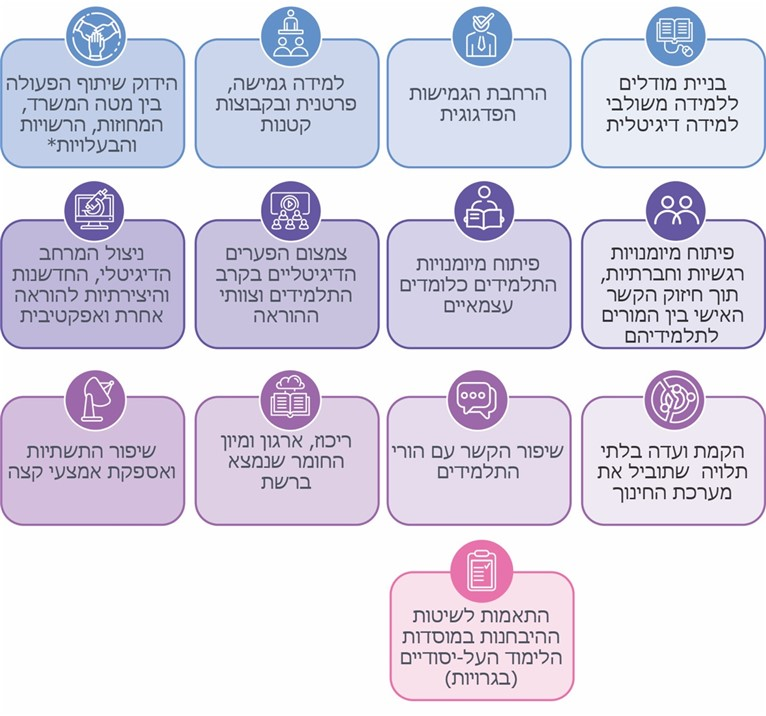 בניית מודלים
ללמידה משולבי
למידה דיגיטלית
הרחבת הגמישות
הפדגוגית
למידה גמישה,
פרטנית ובקבוצות
קטנות
הידוק שיתוף הפעולה
בין מטה המשרד,
המחוזות, הרשויות
והבעלויות*
פיתוח מיומנויות
רגשיות וחברתיות,
תוך חיזוק הקשר
האישי בין המורים
לתלמידיהם
פיתוח מיומנויות
התלמידים כלומדים
עצמאיים
צמצום הפערים
הדיגיטליים בקרב
התלמידים וצוותי
ההוראה
ניצול המרחב
הדיגיטלי, החדשנות
והיצירתיות להוראה
אחרת ואפקטיבית
הקמת ועדה בלתי
תלויה שתוביל את
מערכת החינוך
שיפור הקשר עם הורי
התלמידים
ריכוז, ארגון ומיון
החומר שנמצא
ברשת
שיפור התשתיות
ואספקת אמצעי קצה
התאמות לשיטות
ההיבחנות במוסדות
הלימוד העל-יסודיים
(בגרויות)